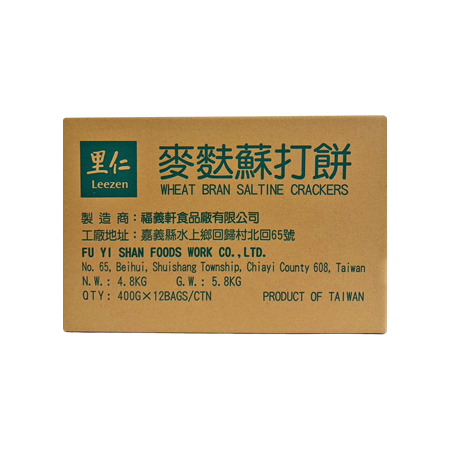 里仁
Leezen
麥麩蘇打餅
WHEAT BRAN SALTINE CRACKERS
製造商：福義軒食品廠有限公司
工廠地址：嘉義縣水上鄉回歸村北回65號
FU YI SHAN FOODS WORK CO.,LTD.
No. 65, Beihui, Shuishang Township, Chiayi County 608, Taiwan
N.W.: 4.8KG G.W.: 5.8KG
QTY: 400G×12BAGS/CTN PRODUCT OF TAIWAN